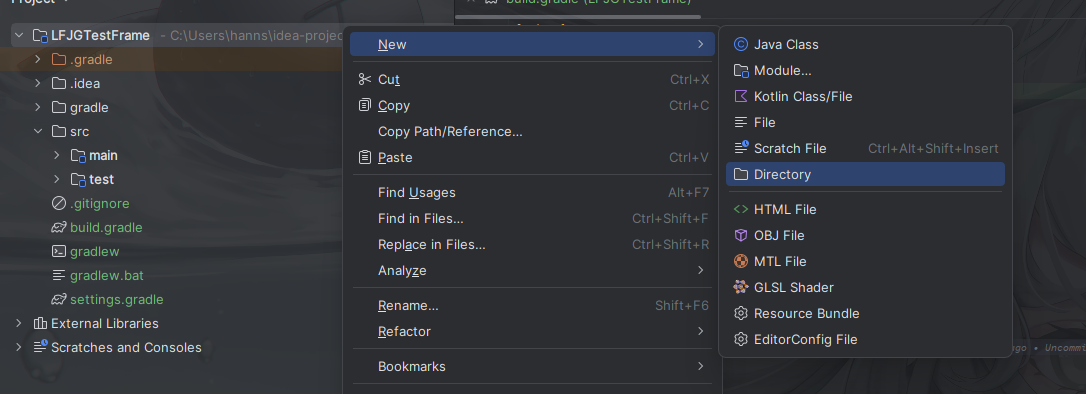 Project
build.gradle (LFJGTestFrame)
LFJGTestFrame - C:\Users\hanns\idea-projec
.gradle
.idea
gradle
src
main
test
.gitignore
build.gradle
gradlew
gradlew.bat
settings.gradle
External Libraries
Scratches and Consoles
New
Cut Ctrl+X
Copy Ctrl+C
Copy Path/Reference...
Paste Ctrl+V
Find Usages Alt+F7
Find in Files... Ctrl+Shift+F
Replace in Files... Ctrl+Shift+R
Analyze
Rename... Shift+F6
Refactor
Bookmarks
Java Class
Module...
Kotlin Class/File
File
Scratch File Ctrl+Alt+Shift+Insert
Directory
HTML File
OBJ File
MTL File
GLSL Shader
Resource Bundle
EditorConfig File
ago • Uncommi